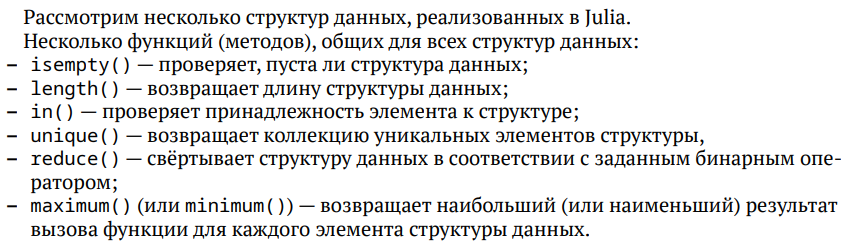 Рассмотрим несколько структур данных, реализованных в Julia.
Несколько функций (методов), общих для всех структур данных:
– isempty() — проверяет, пуста ли структура данных;
– length() — возвращает длину структуры данных;
– in() — проверяет принадлежность элемента к структуре;
– unique() — возвращает коллекцию уникальных элементов структуры,
– reduce() — свёртывает структуру данных в соответствии с заданным бинарным опе-
ратором;
– maximum() (или minimum()) — возвращает наибольший (или наименьший) результат
вызова функции для каждого элемента структуры данных.